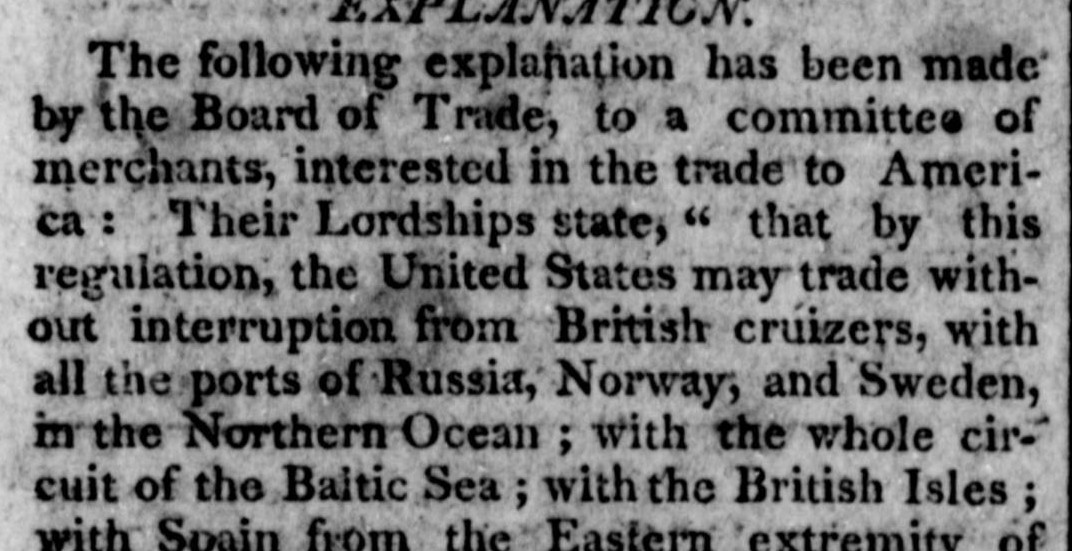 EXPLANATION.
The following explanation has been made
by the Board of Trade, to a committee of
merchants, interested in the trade to Ameri-
ca : Their Lordships state, “ that by this
regulation, the United States may trade with-
out interruption from British cruizers, with
all the ports of Russia, Norway, and Sweden,
in the Northern Ocean ; with the whole cir-
cuit of the Baltic Sea ; with the British Isles ;
with Spain from the Eastern extremity of